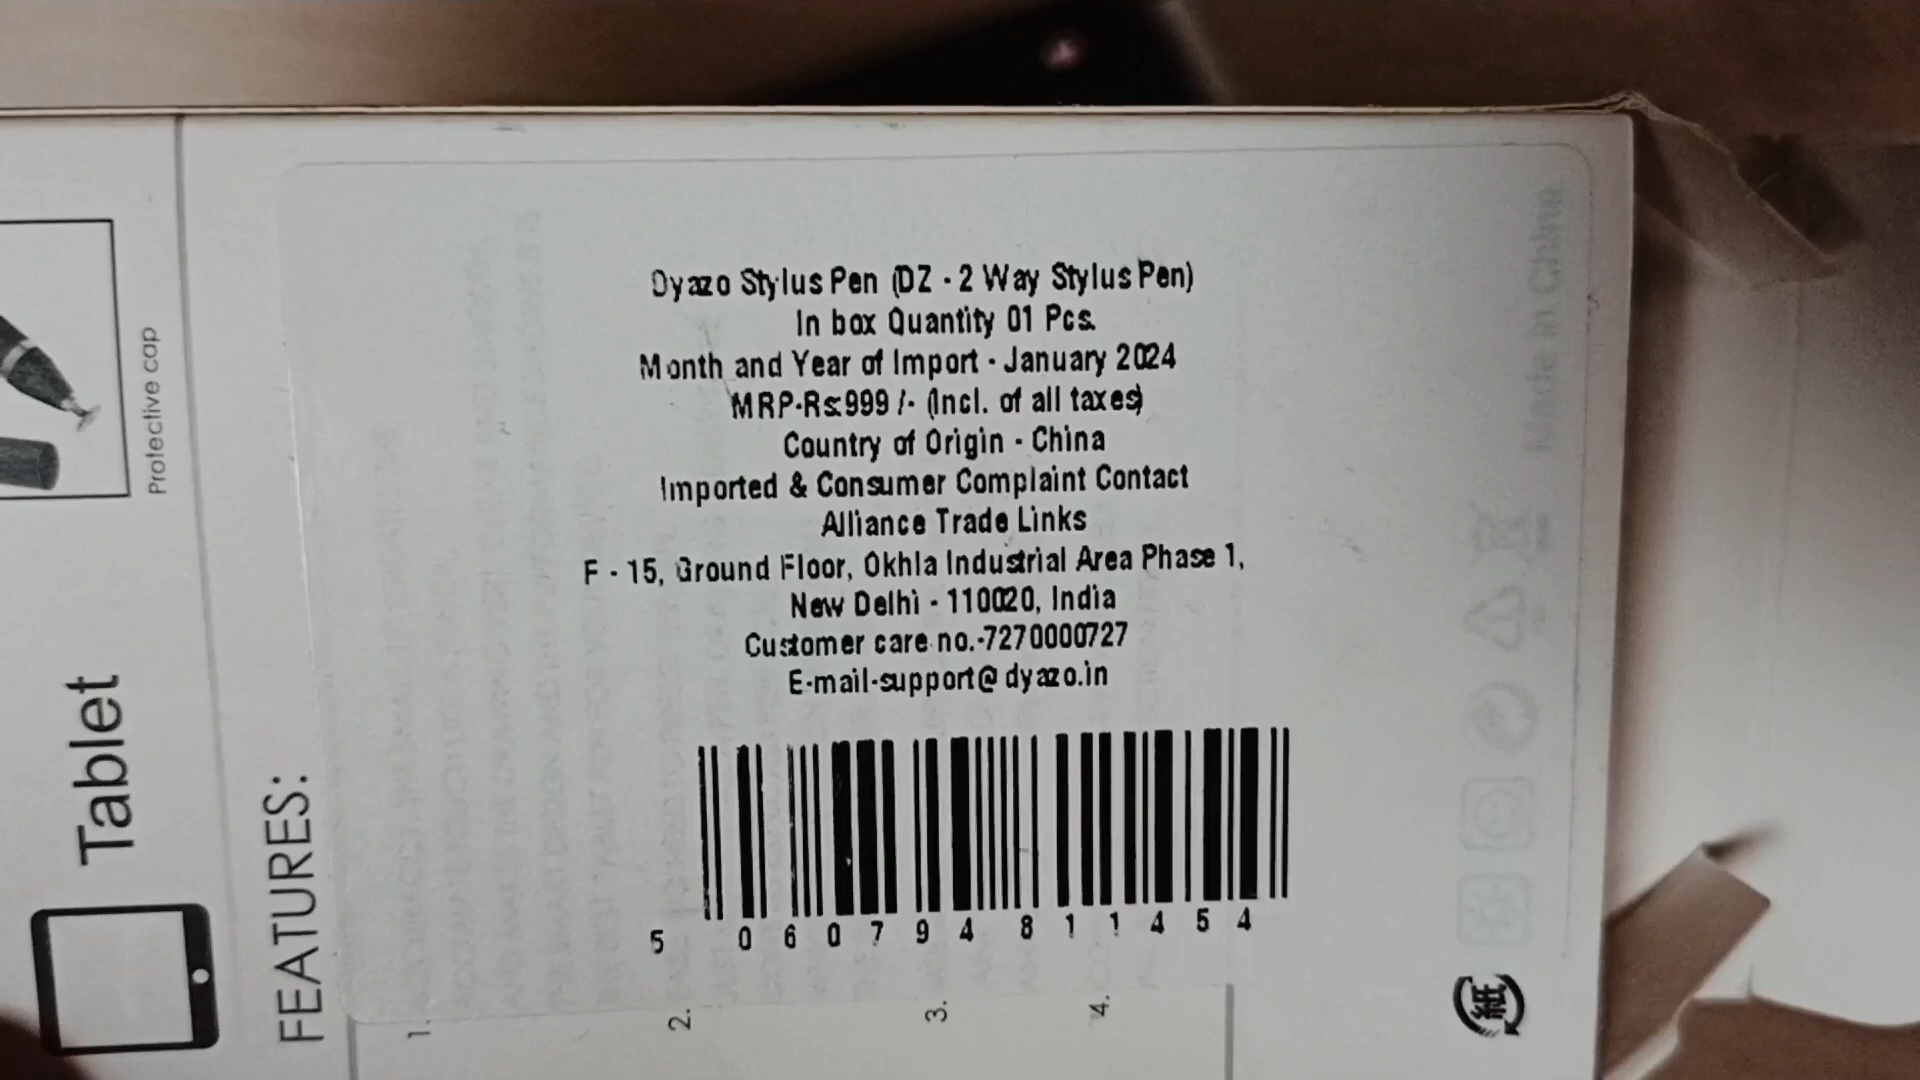 Dyazo Stylus Pen (DZ - 2 Way Stylus Pen)
In box Quantity 01 Pcs.
Month and Year of Import - January 2024
MRP-Rs:999 /- (Incl. of all taxes)
Country of Origin - China
Imported & Consumer Complaint Contact
Alliance Trade Links
F - 15, Ground Floor, Okhla Industrial Area Phase 1,
New Delhi - 110020, India
Customer care no.-7270000727
E-mail-support@dyazo.in
5 060794 811454
Protective cap
Tablet
FEATURES:
1.
2.
3.
4.
Made in China
紙